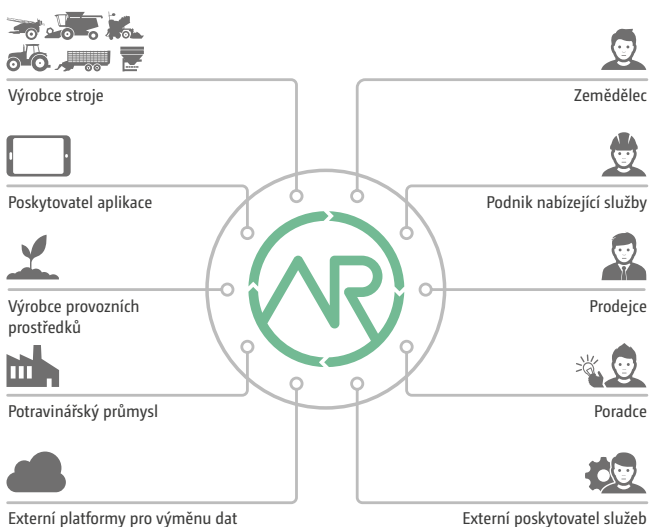 Výrobce stroje
Zemědělec
Poskytovatel aplikace
Podnik nabízející služby
AR
Výrobce provozních
prostředků
Prodejce
Potravinářský průmysl
Poradce
Externí platformy pro výměnu dat
Externí poskytovatel služeb